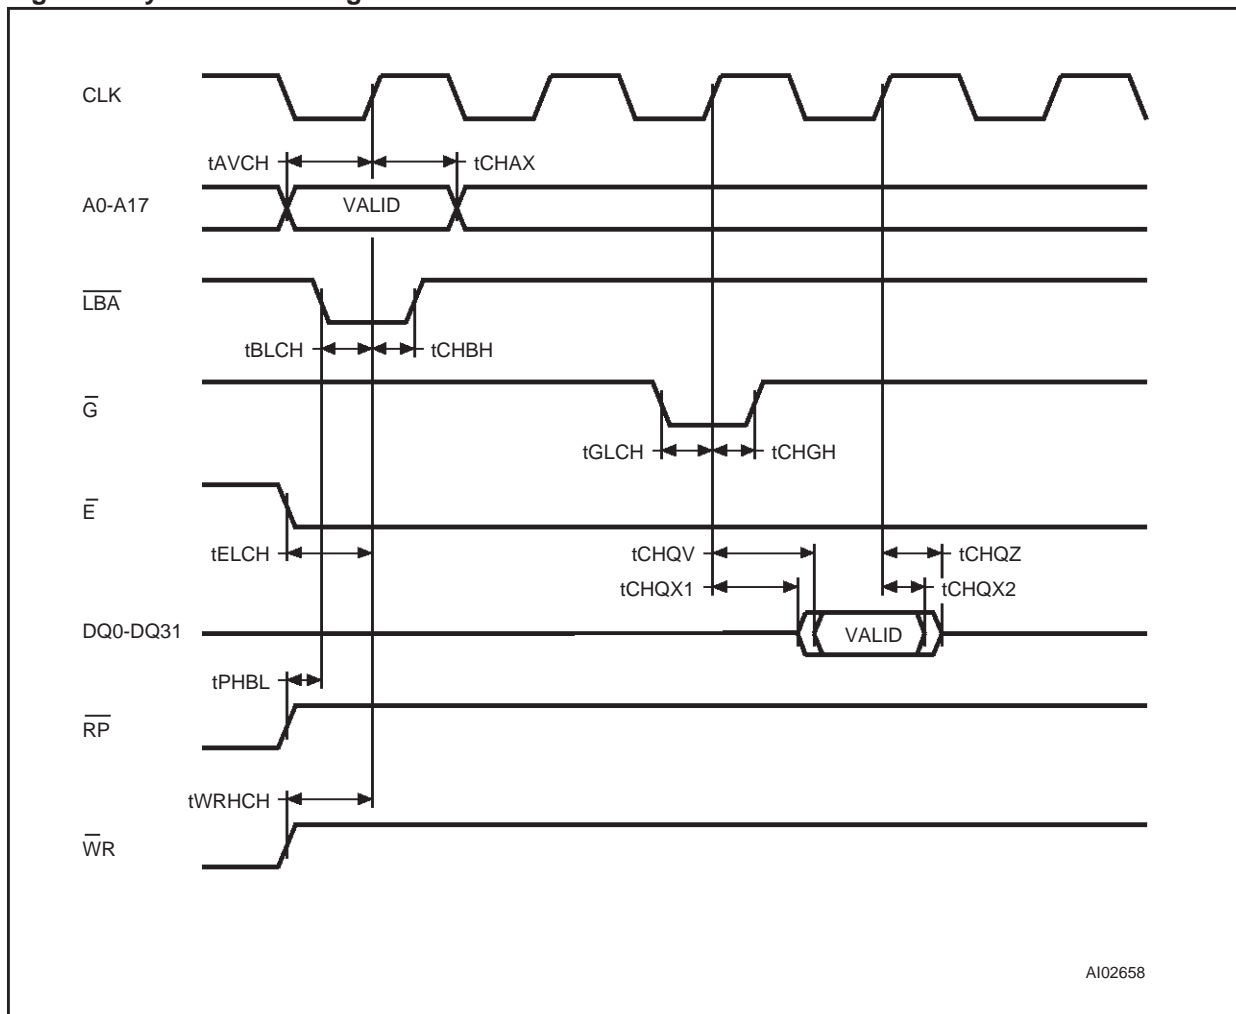 CLK
tAVCH
tCHAX
A0-A17
VALID
LBA
tBLCH
tCHBH
G
tGLCH
tCHGH
E
tELCH
tCHQV
tCHQZ
tCHQX1
tCHQX2
DQ0-DQ31
VALID
tPHBL
RP
tWRHCH
WR
AI02658